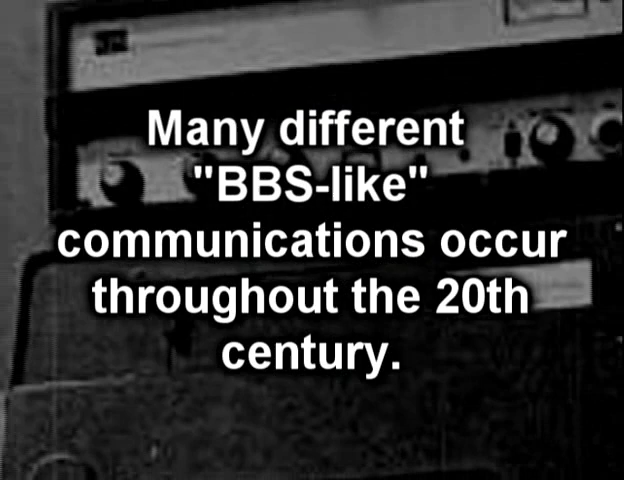 Many different
"BBS-like"
communications occur
throughout the 20th
century.